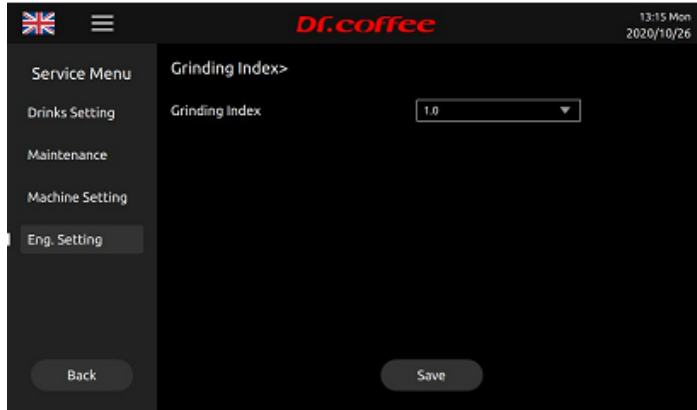 Dr.coffee
13:15 Mon
2020/10/26
Service Menu
Drinks Setting
Maintenance
Machine Setting
Eng. Setting
Back
Grinding Index>
Grinding Index
1.0
Save